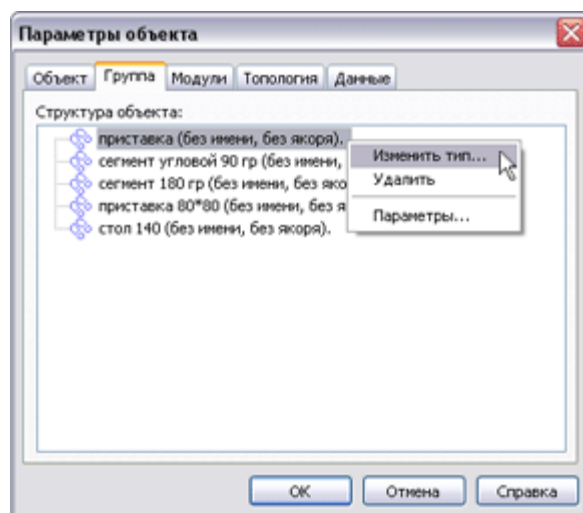 Параметры объекта
Объект Группа Модули Топология Данные
Структура объекта:
приставка (без имени, без якоря).
сегмент угловой 90 гр (без имени,
сегмент 180 гр (без имени, без яко
приставка 80*80 (без имени, без я
стол 140 (без имени, без якоря).
Изменить тип...
Удалить
Параметры...
ОК Отмена Справка